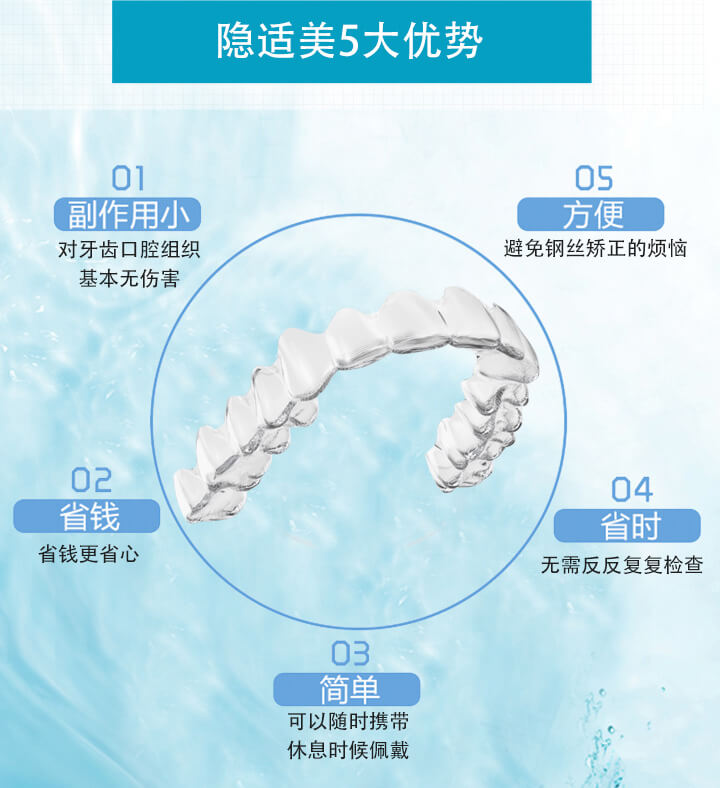 隐适美5大优势
01
副作用小
对牙齿口腔组织
基本无伤害
02
省钱
省钱更省心
03
简单
可以随时携带
休息时候佩戴
04
省时
无需反反复复检查
05
方便
避免钢丝矫正的烦恼